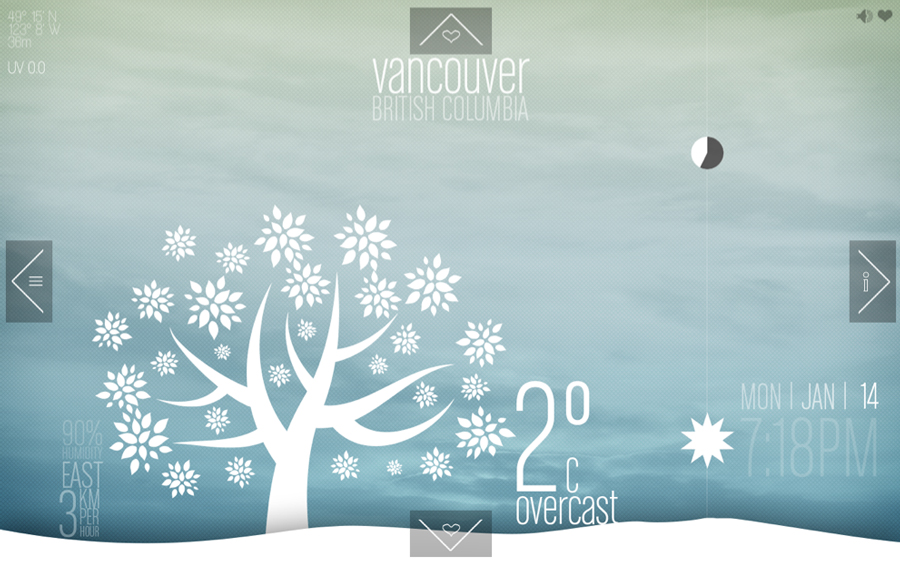 49° 15' N
123° 8' W
36m
UV 0.0
vancouver
BRITISH COLUMBIA
MON | JAN | 14
7:18PM
2°
C
overcast
90%
HUMIDITY
EAST
3 KM
PER
HOUR